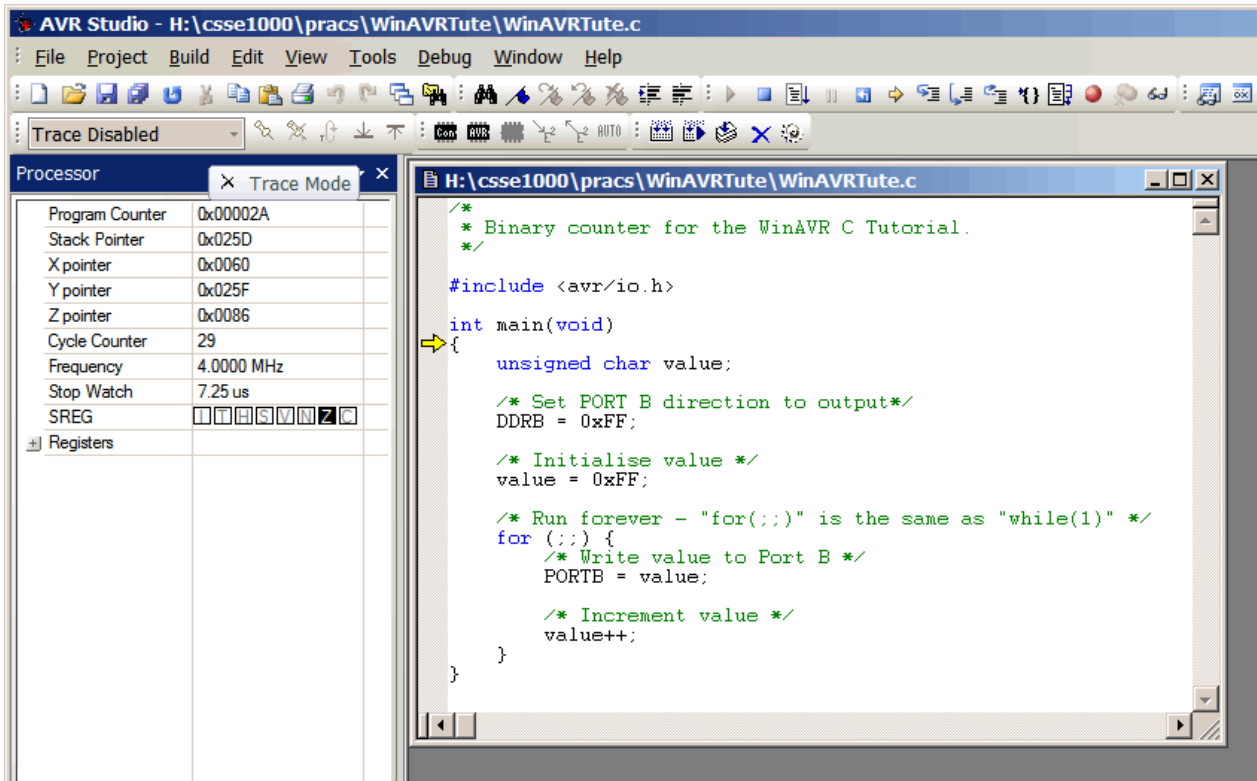 AVR Studio - H:\csse1000\pracs\WinAVRTute\WinAVRTute.c
File Project Build Edit View Tools Debug Window Help
Trace Disabled
Con AVR AUTO
Processor
Trace Mode
Program Counter 0x00002A
Stack Pointer 0x025D
X pointer 0x0060
Y pointer 0x025F
Z pointer 0x0086
Cycle Counter 29
Frequency 4.0000 MHz
Stop Watch 7.25 us
SREG I T H S V N Z C
Registers
H:\csse1000\pracs\WinAVRTute\WinAVRTute.c
/*
 * Binary counter for the WinAVR C Tutorial.
 */
#include <avr/io.h>
int main(void)
{
    unsigned char value;
    /* Set PORT B direction to output*/
    DDRB = 0xFF;
    /* Initialise value */
    value = 0xFF;
    /* Run forever - "for(;;)" is the same as "while(1)" */
    for (;;) {
        /* Write value to Port B */
        PORTB = value;
        /* Increment value */
        value++;
    }
}